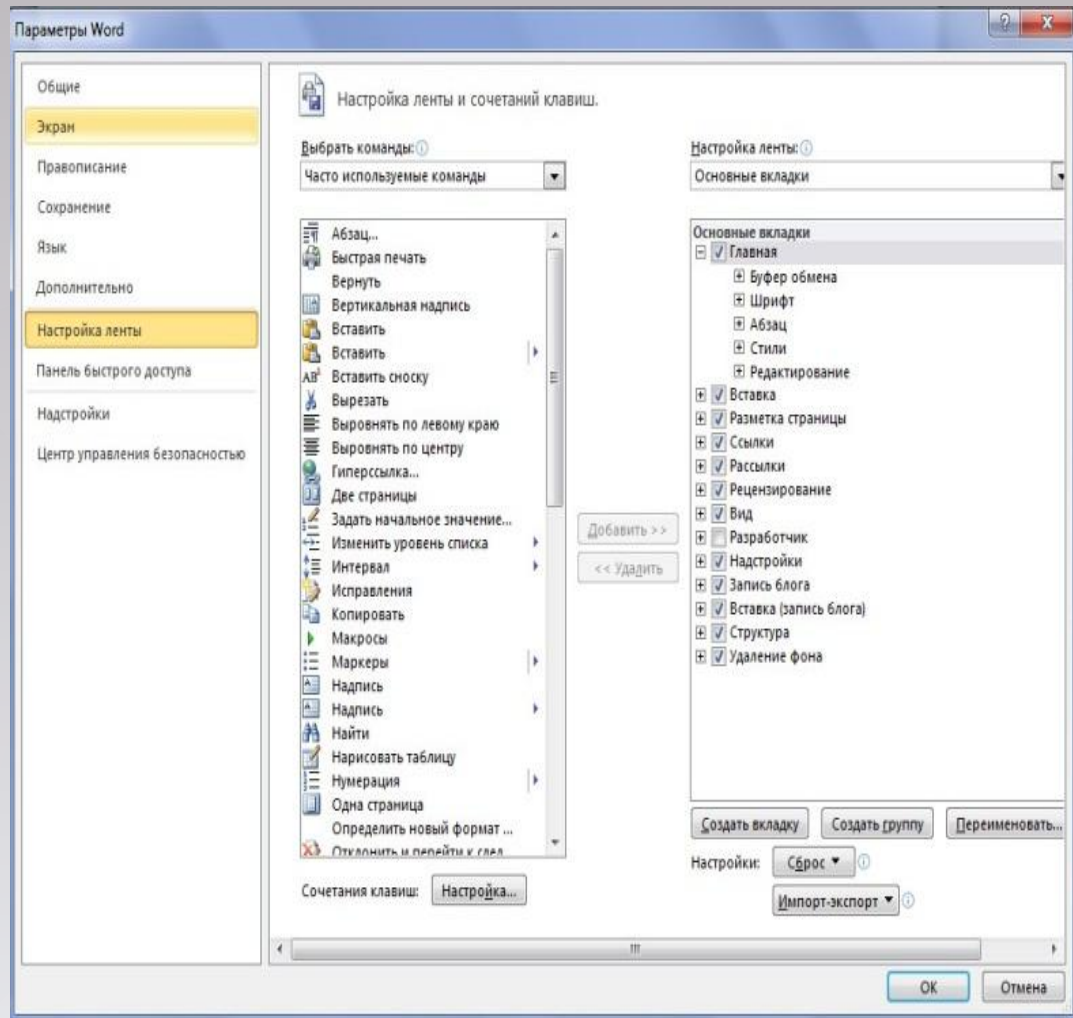 Параметры Word
Общие
Экран
Правописание
Сохранение
Язык
Дополнительно
Настройка ленты
Панель быстрого доступа
Надстройки
Центр управления безопасностью
Настройка ленты и сочетаний клавиш.
Выбрать команды:
Часто используемые команды
Абзац...
Быстрая печать
Вернуть
Вертикальная надпись
Вставить
Вставить
Вставить сноску
Вырезать
Выровнять по левому краю
Выровнять по центру
Гиперссылка...
Две страницы
Задать начальное значение...
Изменить уровень списка
Интервал
Исправления
Копировать
Макросы
Маркеры
Надпись
Надпись
Найти
Нарисовать таблицу
Нумерация
Одна страница
Определить новый формат ...
Отклонить и перейти к след
Сочетания клавиш: Настройка...
Добавить >>
<< Удалить
Настройка ленты:
Основные вкладки
Основные вкладки
Главная
Буфер обмена
Шрифт
Абзац
Стили
Редактирование
Вставка
Разметка страницы
Ссылки
Рассылки
Рецензирование
Вид
Разработчик
Надстройки
Запись блога
Вставка (запись блога)
Структура
Удаление фона
Создать вкладку Создать группу Переименовать...
Настройки: Сброс
Импорт-экспорт
ОК Отмена